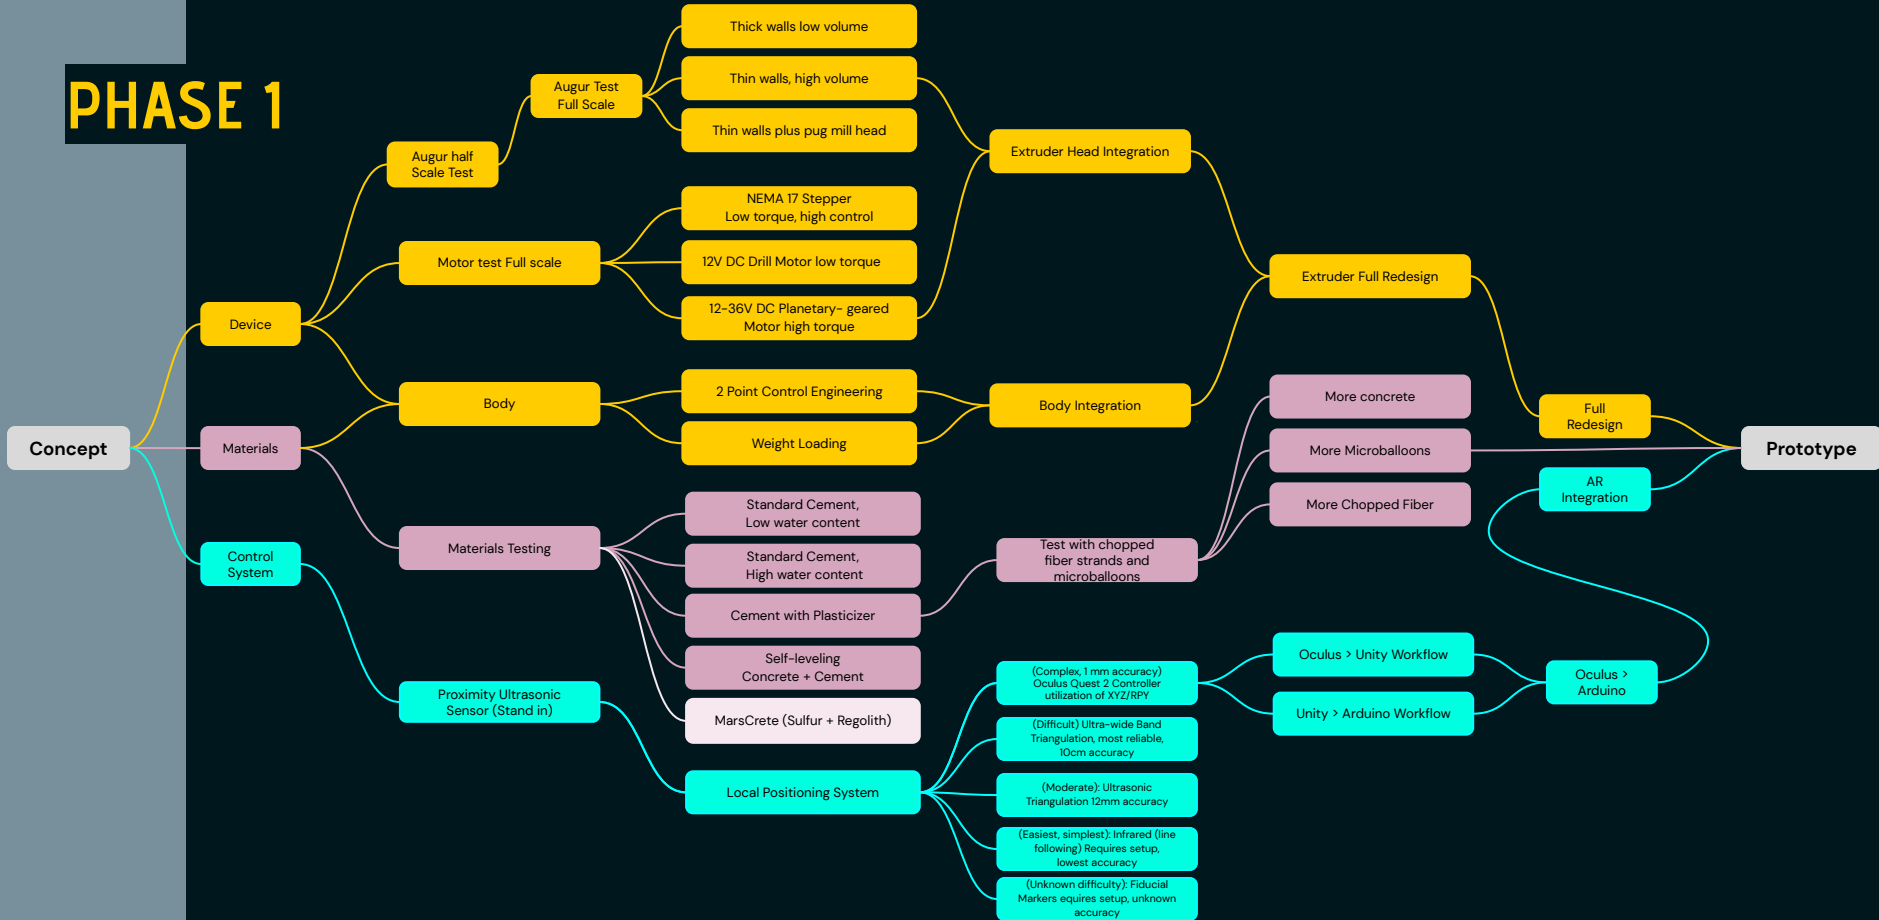 PHASE 1
Concept
Device
Materials
Control
System
Augur half
Scale Test
Augur Test
Full Scale
Motor test Full scale
Body
Materials Testing
Proximity Ultrasonic
Sensor (Stand in)
Thick walls low volume
Thin walls, high volume
Thin walls plus pug mill head
NEMA 17 Stepper
Low torque, high control
12V DC Drill Motor low torque
12-36V DC Planetary- geared
Motor high torque
2 Point Control Engineering
Weight Loading
Standard Cement,
Low water content
Standard Cement,
High water content
Cement with Plasticizer
Self-leveling
Concrete + Cement
MarsCrete (Sulfur + Regolith)
Local Positioning System
Extruder Head Integration
Body Integration
Test with chopped
fiber strands and
microballoons
(Complex, 1 mm accuracy)
Oculus Quest 2 Controller
utilization of XYZ/RPY
(Difficult) Ultra-wide Band
Triangulation, most reliable,
10cm accuracy
(Moderate): Ultrasonic
Triangulation 12mm accuracy
(Easiest, simplest): Infrared (line
following) Requires setup,
lowest accuracy
(Unknown difficulty): Fiducial
Markers equires setup, unknown
accuracy
Extruder Full Redesign
More concrete
More Microballoons
More Chopped Fiber
Oculus > Unity Workflow
Unity > Arduino Workflow
Full
Redesign
AR
Integration
Oculus >
Arduino
Prototype